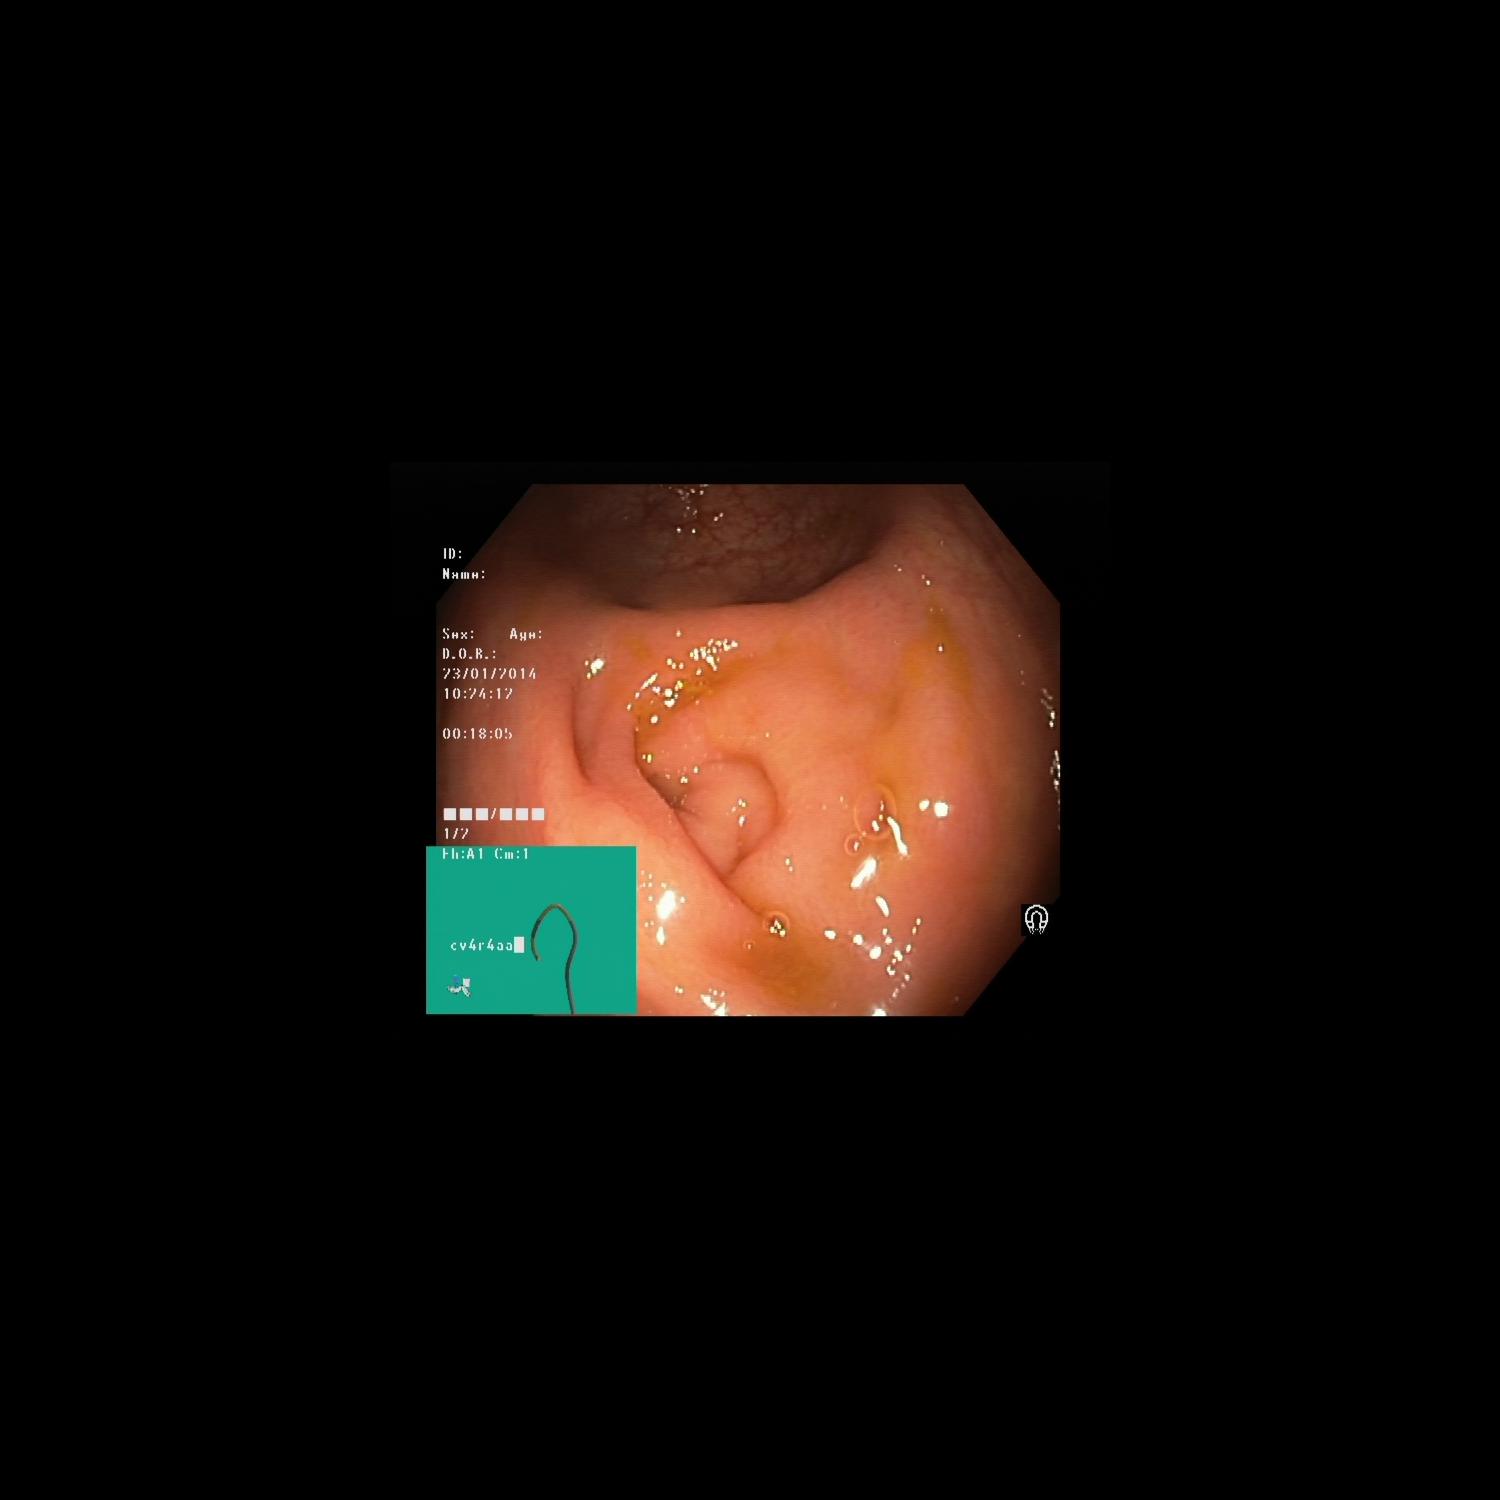 ID:
Name:
Sex: Age:
D.O.B.:
23/01/2014
10:24:12
00:18:05
■■■/■■■
1/2
Eh:A1 Cm:1
cv4r4aa